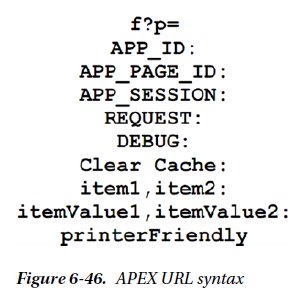 f?p=
APP_ID:
APP_PAGE_ID:
APP_SESSION:
REQUEST:
DEBUG:
Clear Cache:
item1,item2:
itemValue1,itemValue2:
printerFriendly
Figure 6-46. APEX URL syntax